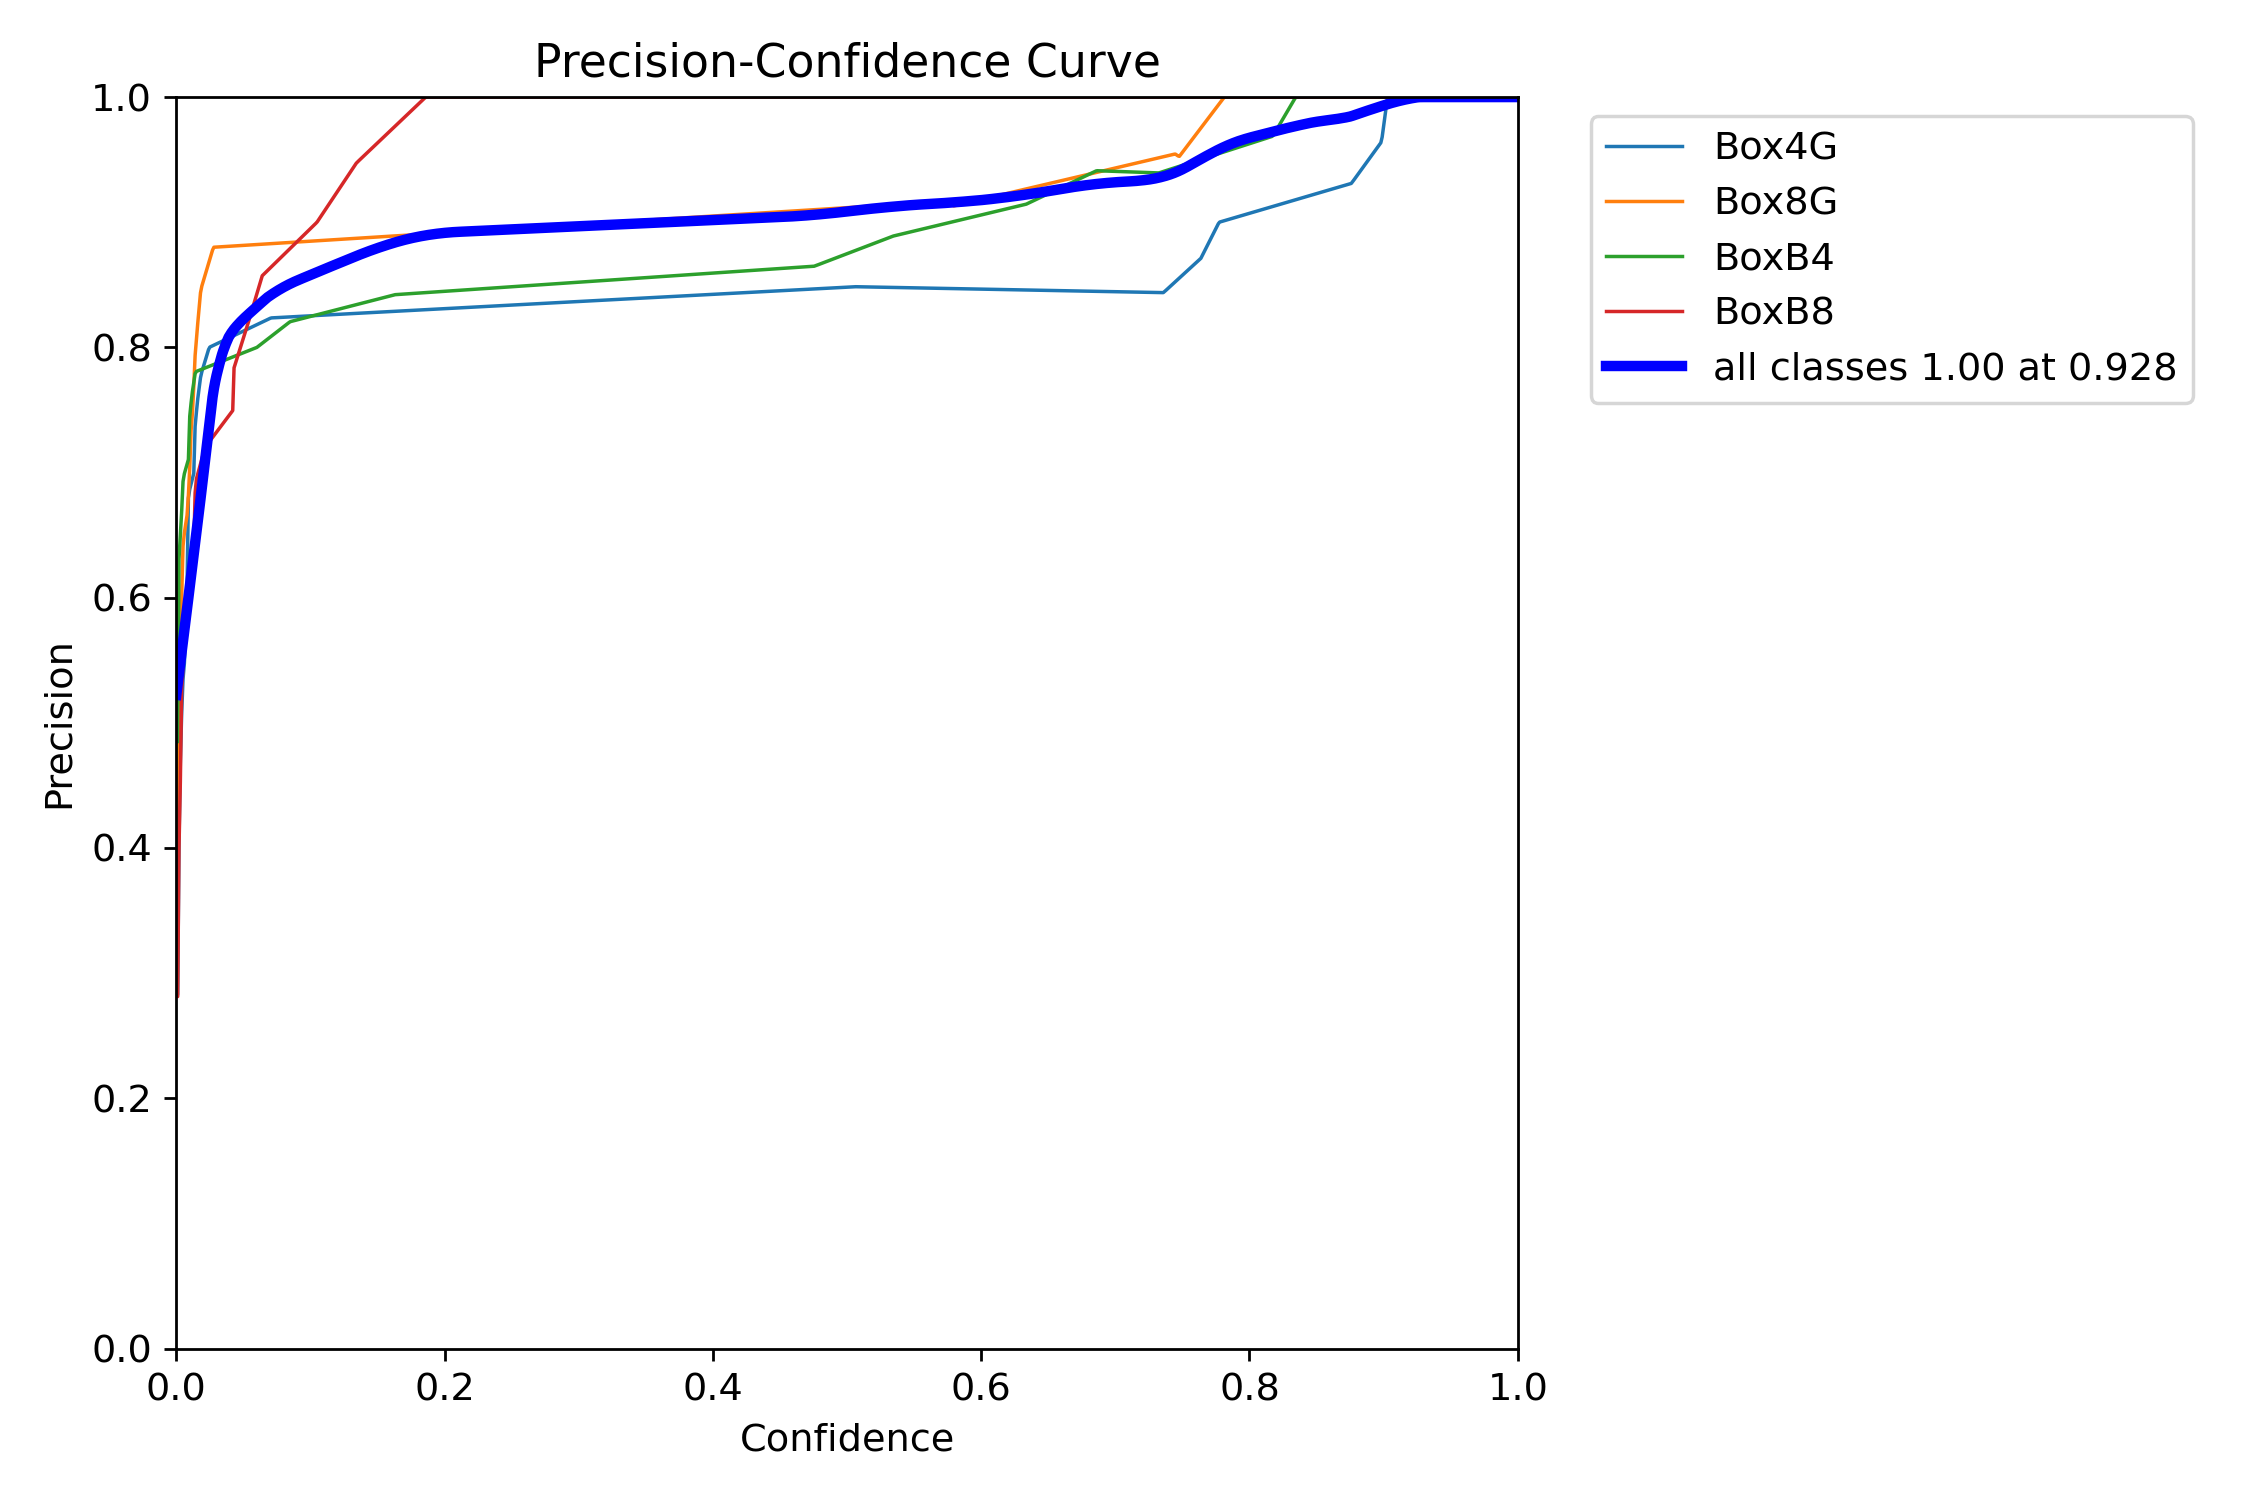 Precision-Confidence Curve
1.0
0.8
0.6
0.4
0.2
0.0
Precision
0.0 0.2 0.4 0.6 0.8 1.0
Confidence
Box4G
Box8G
BoxB4
BoxB8
all classes 1.00 at 0.928